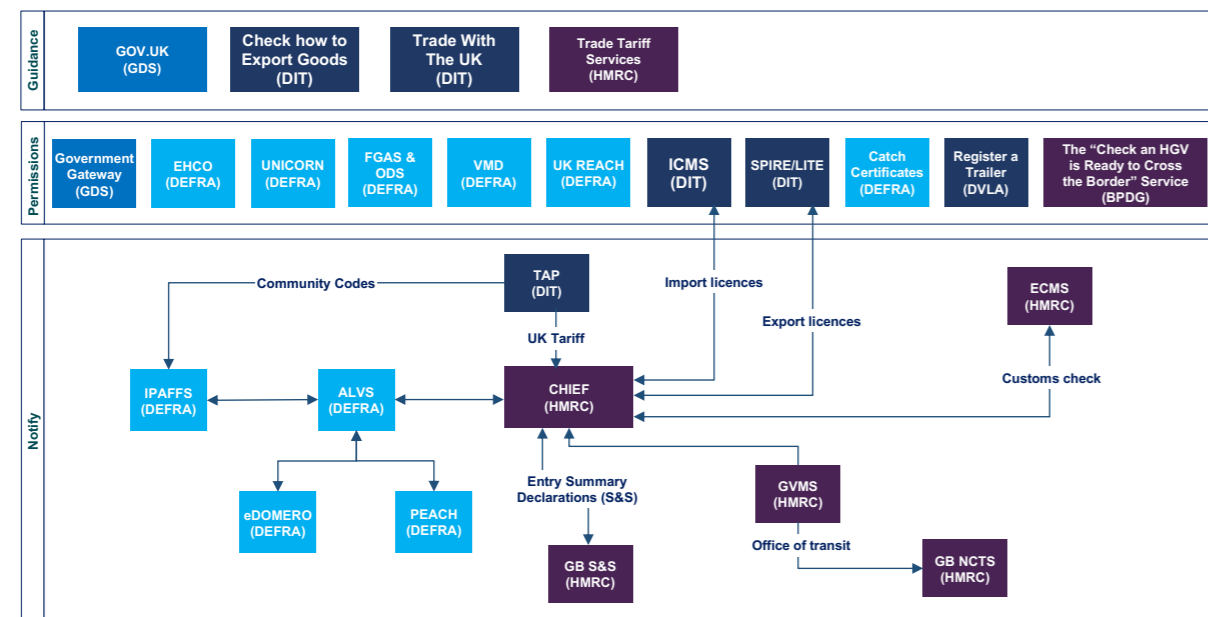 Guidance
GOV.UK
(GDS)
Check how to
Export Goods
(DIT)
Trade With
The UK
(DIT)
Trade Tariff
Services
(HMRC)
Permissions
Government
Gateway
(GDS)
EHCO
(DEFRA)
UNICORN
(DEFRA)
FGAS &
ODS
(DEFRA)
VMD
(DEFRA)
UK REACH
(DEFRA)
ICMS
(DIT)
SPIRE/LITE
(DIT)
Catch
Certificates
(DEFRA)
Register a
Trailer
(DVLA)
The “Check an HGV
is Ready to Cross
the Border” Service
(BPDG)
Notify
Community Codes
TAP
(DIT)
Import licences
ECMS
(HMRC)
Export licences
UK Tariff
IPAFFS
(DEFRA)
ALVS
(DEFRA)
CHIEF
(HMRC)
Customs check
Entry Summary
Declarations (S&S)
GVMS
(HMRC)
eDOMERO
(DEFRA)
PEACH
(DEFRA)
Office of transit
GB S&S
(HMRC)
GB NCTS
(HMRC)